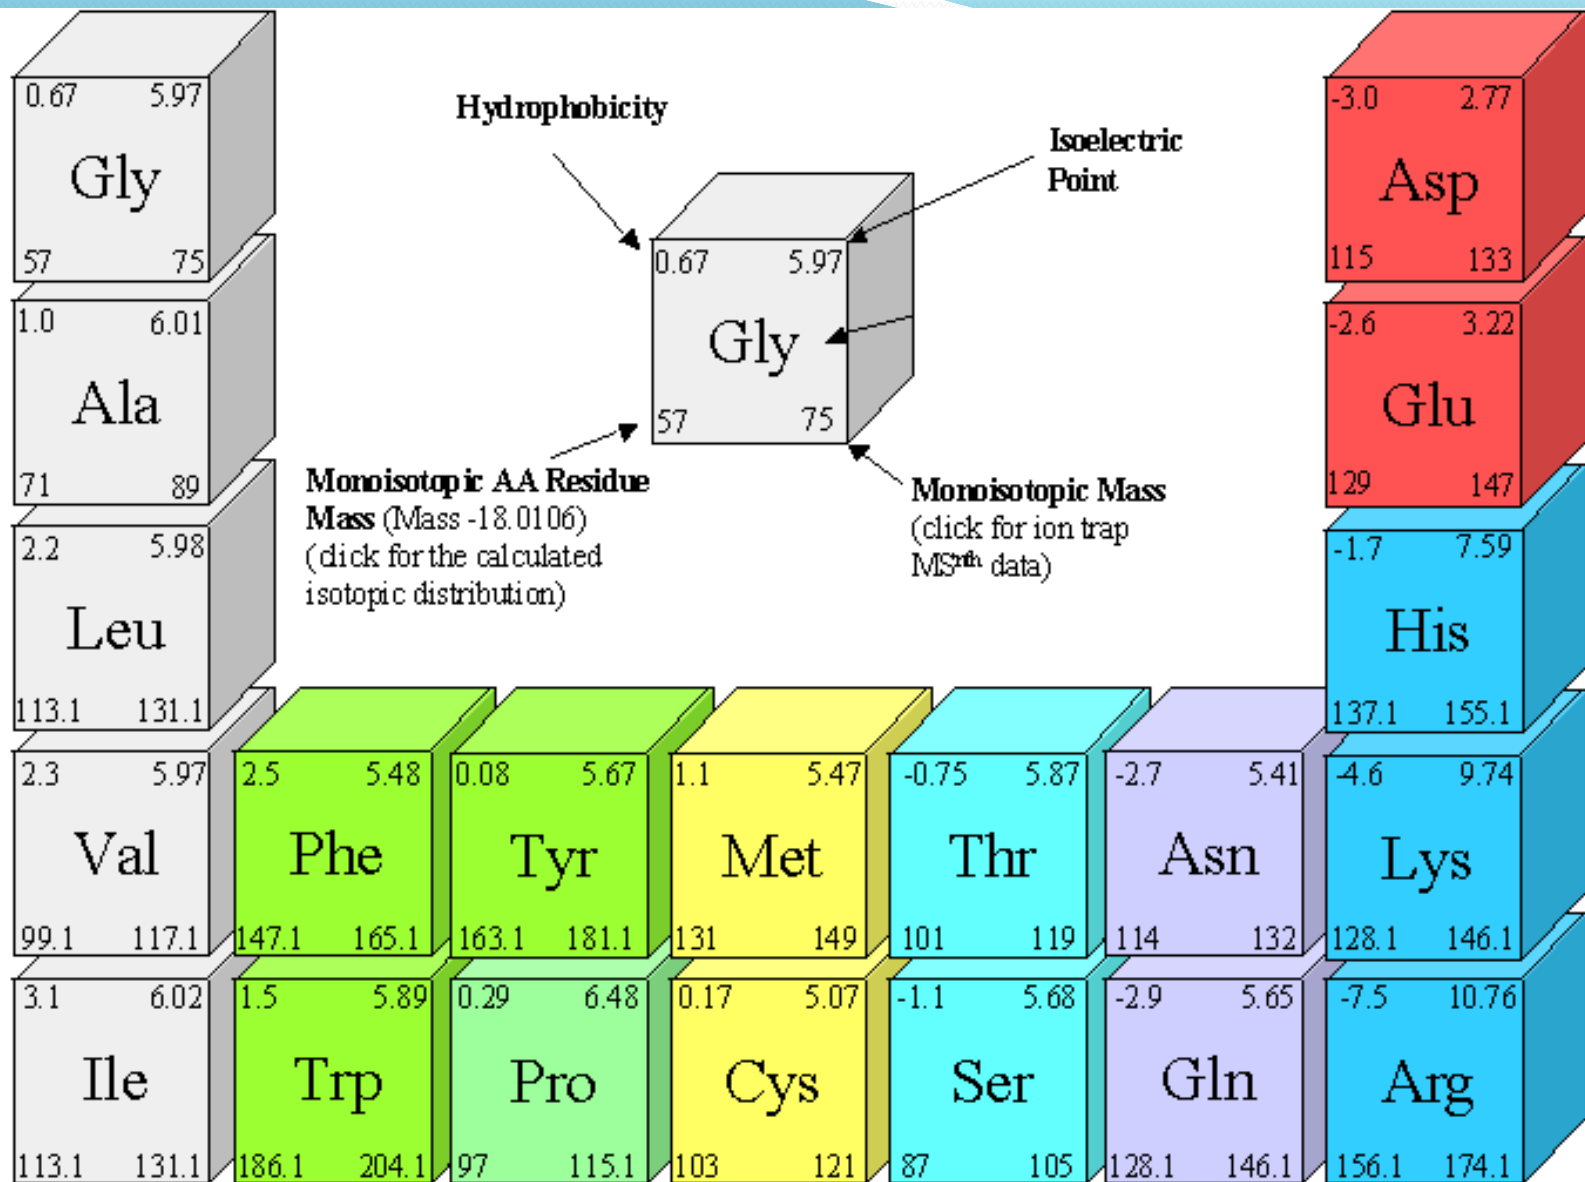 0.67 5.97
Gly
57 75
1.0 6.01
Ala
71 89
2.2 5.98
Leu
113.1 131.1
2.3 5.97
Val
99.1 117.1
3.1 6.02
Ile
113.1 131.1
Hydrophobicity
Isoelectric
Point
0.67 5.97
Gly
57 75
Monoisotopic AA Residue
Mass (Mass -18.0106)
(click for the calculated
isotopic distribution)
Monoisotopic Mass
(click for ion trap
MSnth data)
2.5 5.48
Phe
147.1 165.1
1.5 5.89
Trp
186.1 204.1
0.08 5.67
Tyr
163.1 181.1
0.29 6.48
Pro
97 115.1
1.1 5.47
Met
131 149
0.17 5.07
Cys
103 121
-0.75 5.87
Thr
101 119
-1.1 5.68
Ser
87 105
-2.7 5.41
Asn
114 132
-2.9 5.65
Gln
128.1 146.1
-3.0 2.77
Asp
115 133
-2.6 3.22
Glu
129 147
-1.7 7.59
His
137.1 155.1
-4.6 9.74
Lys
128.1 146.1
-7.5 10.76
Arg
156.1 174.1